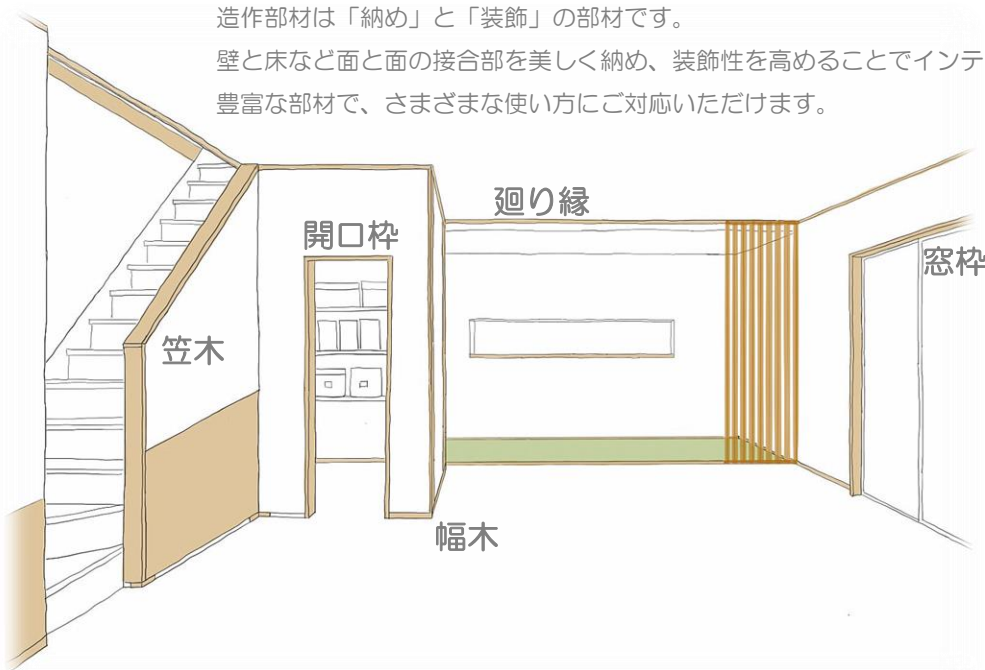 造作部材は「納め」と「装飾」の部材です。
壁と床など面と面の接合部を美しく納め、装飾性を高めることでインテ
豊富な部材で、さまざまな使い方にご対応いただけます。
廻り縁
開口枠
窓枠
笠木
幅木